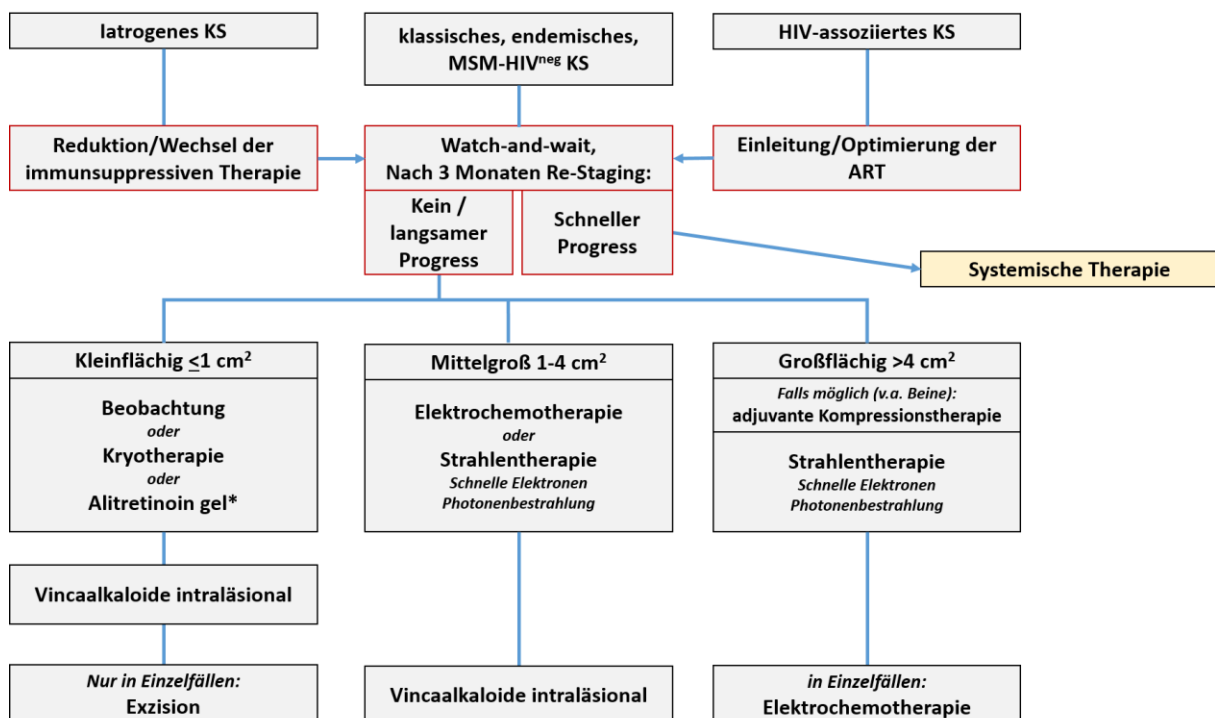 Iatrogenes KS
klassisches, endemisches,
MSM-HIVⁿᵉᵍ KS
HIV-assoziiertes KS
Reduktion/Wechsel der
immunsuppressiven Therapie
Watch-and-wait,
Nach 3 Monaten Re-Staging:
Einleitung/Optimierung der
ART
Kein /
langsamer
Progress
Schneller
Progress
Systemische Therapie
Kleinflächig ≤1 cm²
Beobachtung
oder
Kryotherapie
oder
Alitretinoin gel*
Vincaalkaloide intraläsional
Nur in Einzelfällen:
Exzision
Mittelgroß 1-4 cm²
Elektrochemotherapie
oder
Strahlentherapie
Schnelle Elektronen
Photonenbestrahlung
Vincaalkaloide intraläsional
Großflächig >4 cm²
Falls möglich (v.a. Beine):
adjuvante Kompressionstherapie
Strahlentherapie
Schnelle Elektronen
Photonenbestrahlung
in Einzelfällen:
Elektrochemotherapie